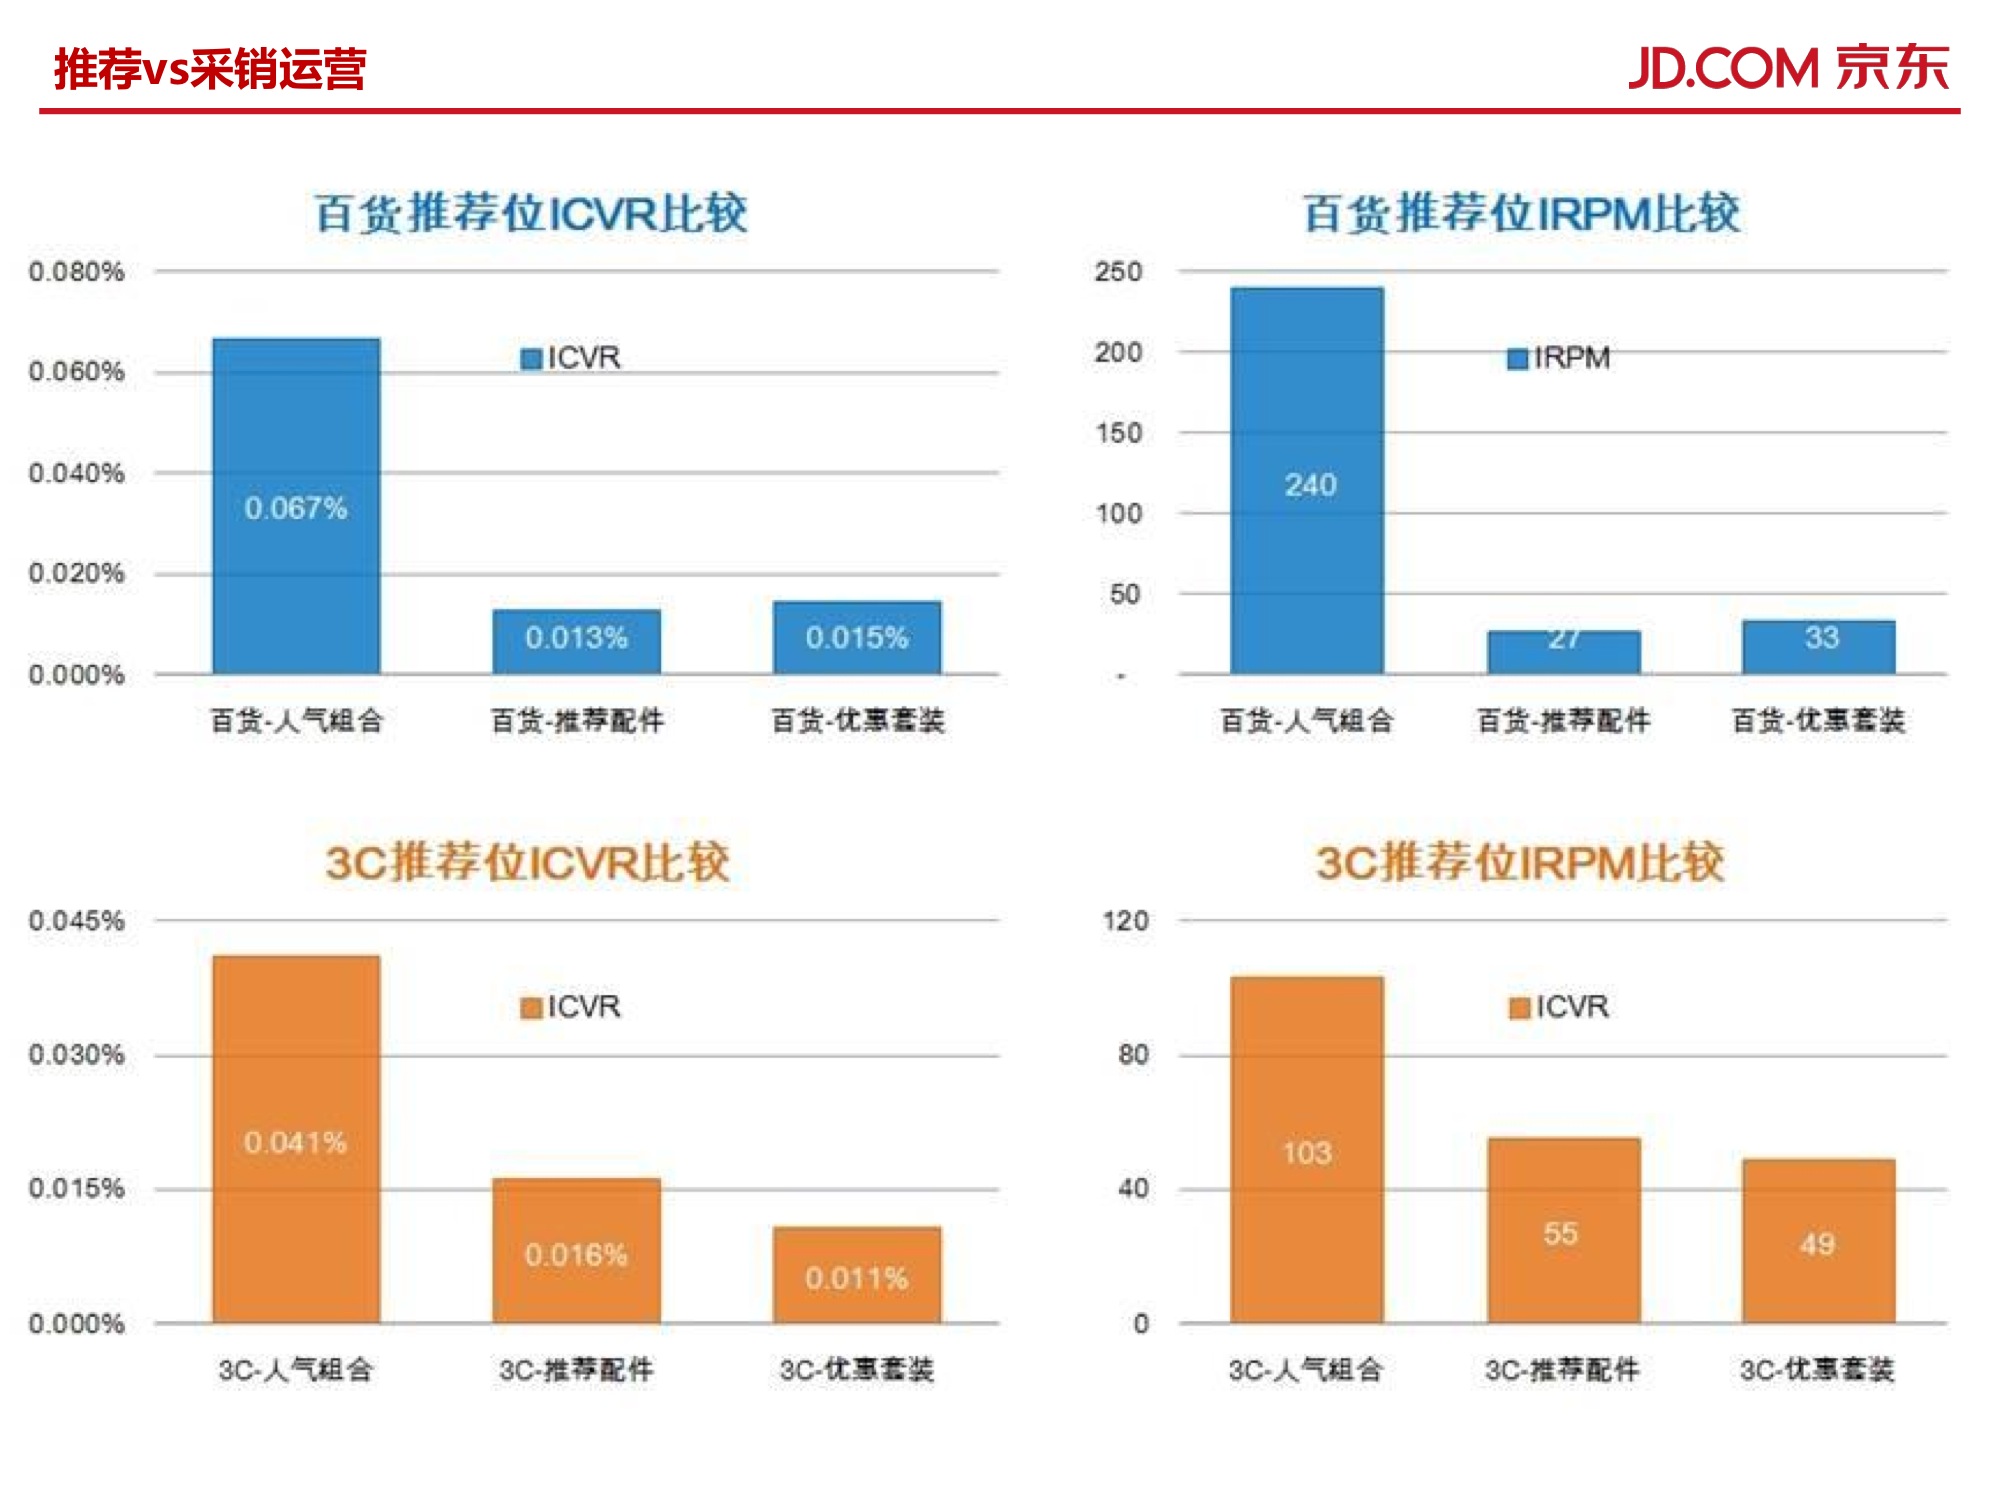 推荐vs采销运营
JD.COM 京东
百货推荐位ICVR比较
0.080%
0.060%
0.040%
0.020%
0.000%
ICVR
0.067%
0.013%
0.015%
百货-人气组合
百货-推荐配件
百货-优惠套装
百货推荐位IRPM比较
250
200
150
100
50
-
IRPM
240
27
33
百货-人气组合
百货-推荐配件
百货-优惠套装
3C推荐位ICVR比较
0.045%
0.030%
0.015%
0.000%
ICVR
0.041%
0.016%
0.011%
3C-人气组合
3C-推荐配件
3C-优惠套装
3C推荐位IRPM比较
120
80
40
0
ICVR
103
55
49
3C-人气组合
3C-推荐配件
3C-优惠套装